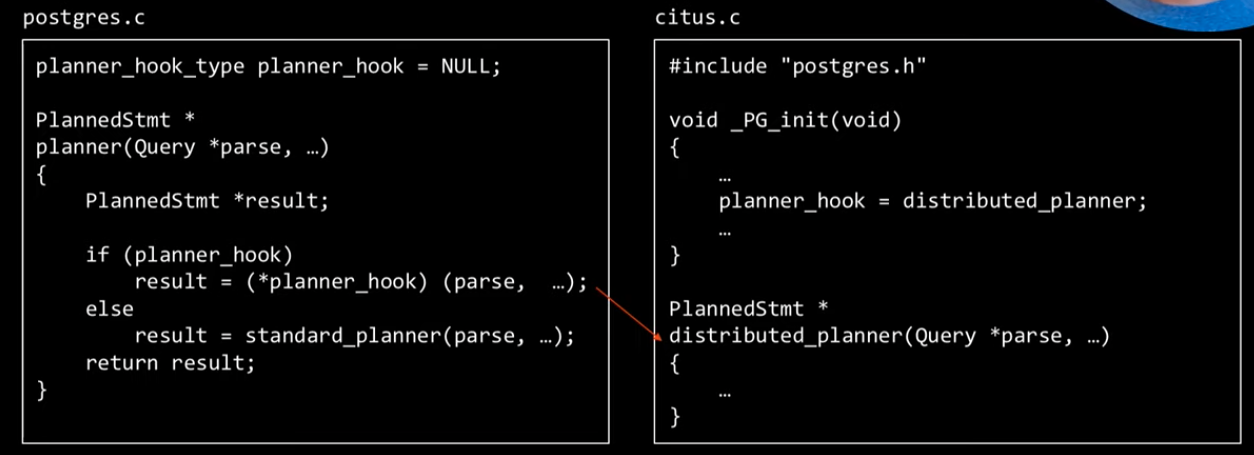 postgres.c
planner_hook_type planner_hook = NULL;
PlannedStmt *
planner(Query *parse, …)
{
PlannedStmt *result;
if (planner_hook)
result = (*planner_hook) (parse, …);
else
result = standard_planner(parse, …);
return result;
}
citus.c
#include "postgres.h"
void _PG_init(void)
{
…
planner_hook = distributed_planner;
…
}
PlannedStmt *
distributed_planner(Query *parse, …)
{
…
}